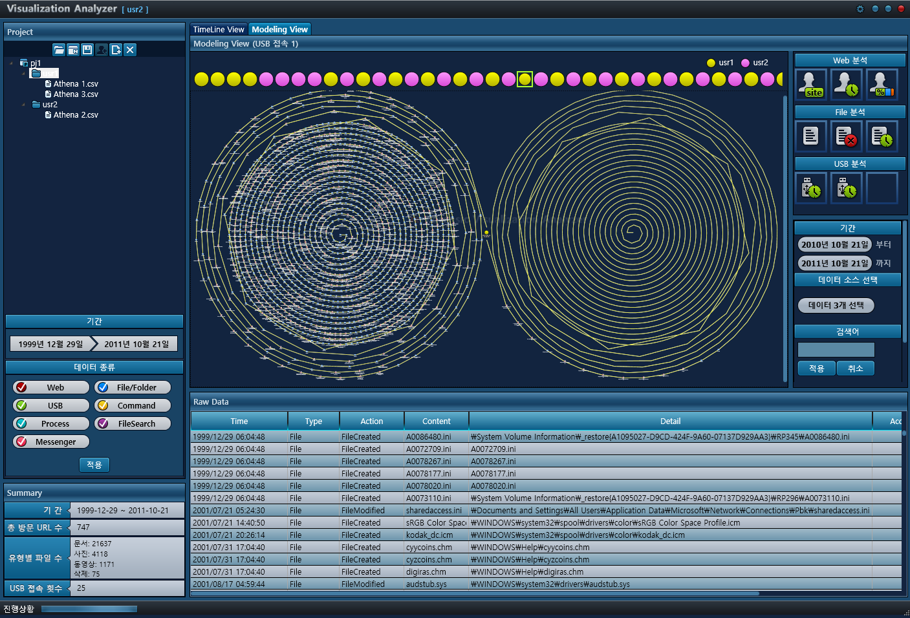 Visualization Analyzer [ usr2 ]
Project
pj1
Athena 1.csv
Athena 3.csv
usr2
Athena 2.csv
기간
1999년 12월 29일 2011년 10월 21일
데이터 종류
Web File/Folder
USB Command
Process FileSearch
Messenger
적용
Summary
기 간 1999-12-29 ~ 2011-10-21
총 방문 URL 수 747
유형별 파일 수
문서: 21637
사진: 4118
동영상: 1171
삭제: 75
USB 접속 횟수 25
진행상황
TimeLine View Modeling View
Modeling View (USB 접속 1)
usr1 usr2
Web 분석
site
File 분석
USB 분석
기간
2010년 10월 21일 부터
2011년 10월 21일 까지
데이터 소스 선택
데이터 3개 선택
검색어
적용 취소
Raw Data
Time Type Action Content Detail Acc
1999/12/29 06:04:48 File FileCreated A0086480.ini ₩System Volume Information₩_restore{A1095027-D9CD-424F-9A60-07137D929AA3}₩RP345₩A0086480.ini
1999/12/29 06:04:48 File FileCreated A0072709.ini A0072709.ini
1999/12/29 06:04:48 File FileCreated A0078267.ini A0078267.ini
1999/12/29 06:04:48 File FileCreated A0078177.ini A0078177.ini
1999/12/29 06:04:48 File FileCreated A0078020.ini A0078020.ini
1999/12/29 06:04:48 File FileCreated A0073110.ini ₩System Volume Information₩_restore{A1095027-D9CD-424F-9A60-07137D929AA3}₩RP296₩A0073110.ini
2001/07/21 05:24:30 File FileModified sharedaccess.ini ₩Documents and Settings₩All Users₩Application Data₩Microsoft₩Network₩Connections₩Pbk₩sharedaccess.ini
2001/07/21 14:40:50 File FileCreated sRGB Color Spac ₩WINDOWS₩system32₩spool₩drivers₩color₩sRGB Color Space Profile.icm
2001/07/21 20:26:14 File FileCreated kodak_dc.icm ₩WINDOWS₩system32₩spool₩drivers₩color₩kodak_dc.icm
2001/07/31 17:04:40 File FileCreated cyycoins.chm ₩WINDOWS₩Help₩cyycoins.chm
2001/07/31 17:04:40 File FileCreated cyzcoins.chm ₩WINDOWS₩Help₩cyzcoins.chm
2001/07/31 17:04:40 File FileCreated digiras.chm ₩WINDOWS₩Help₩digiras.chm
2001/08/17 04:59:44 File FileModified audstub.sys ₩WINDOWS₩system32₩drivers₩audstub.sys